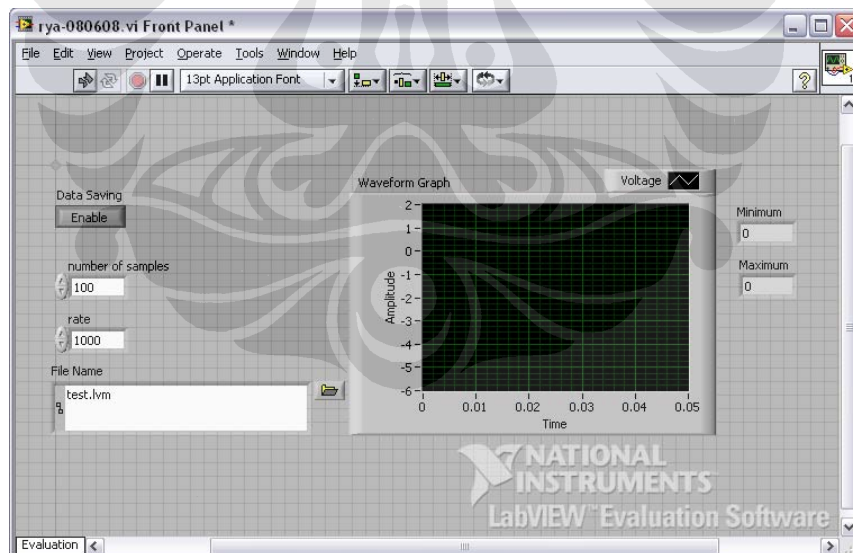 rya-080608.vi Front Panel *
File Edit View Project Operate Tools Window Help
13pt Application Font
?
1
Data Saving
Enable
number of samples
100
rate
1000
File Name
test.lvm
Waveform Graph
Voltage
2
1
0
-1
-2
-3
-4
-5
-6
Amplitude
0 0.01 0.02 0.03 0.04 0.05
Time
Minimum
0
Maximum
0
NATIONAL
INSTRUMENTS
LabVIEW™ Evaluation Software
Evaluation